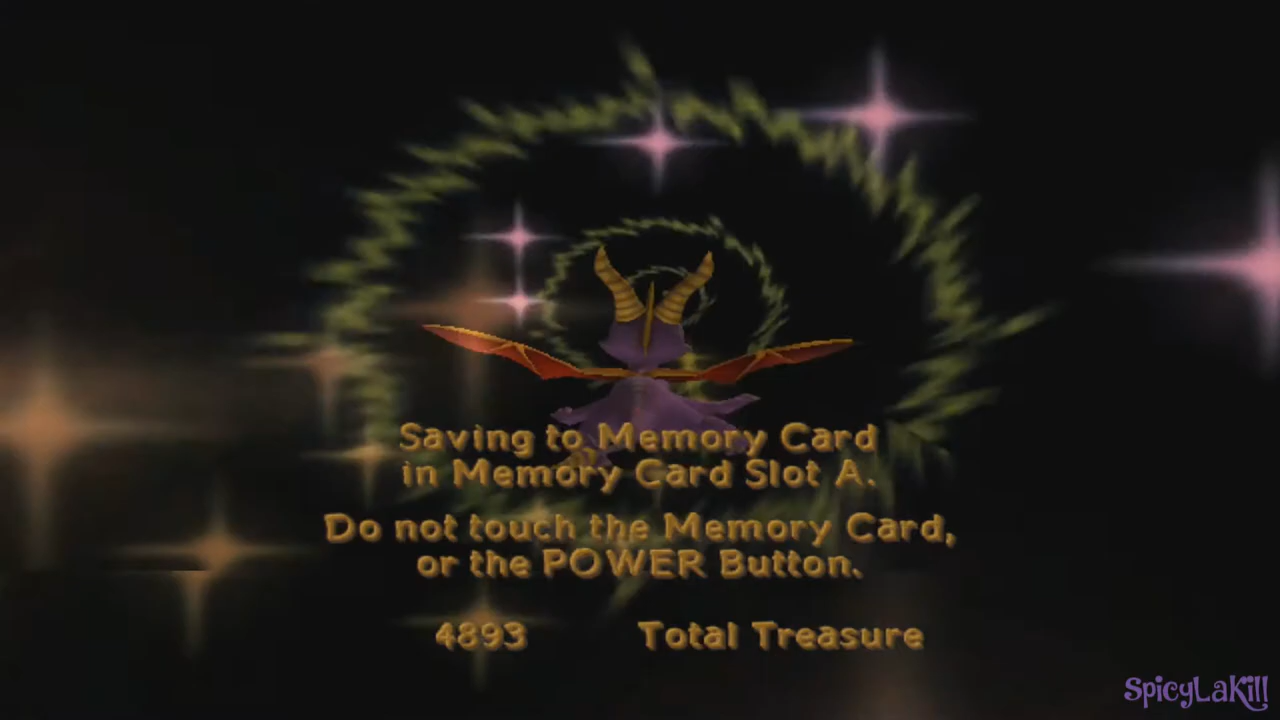 Saving to Memory Card
in Memory Card Slot A.
Do not touch the Memory Card,
or the POWER Button.
4893 Total Treasure
SpicyLaKill